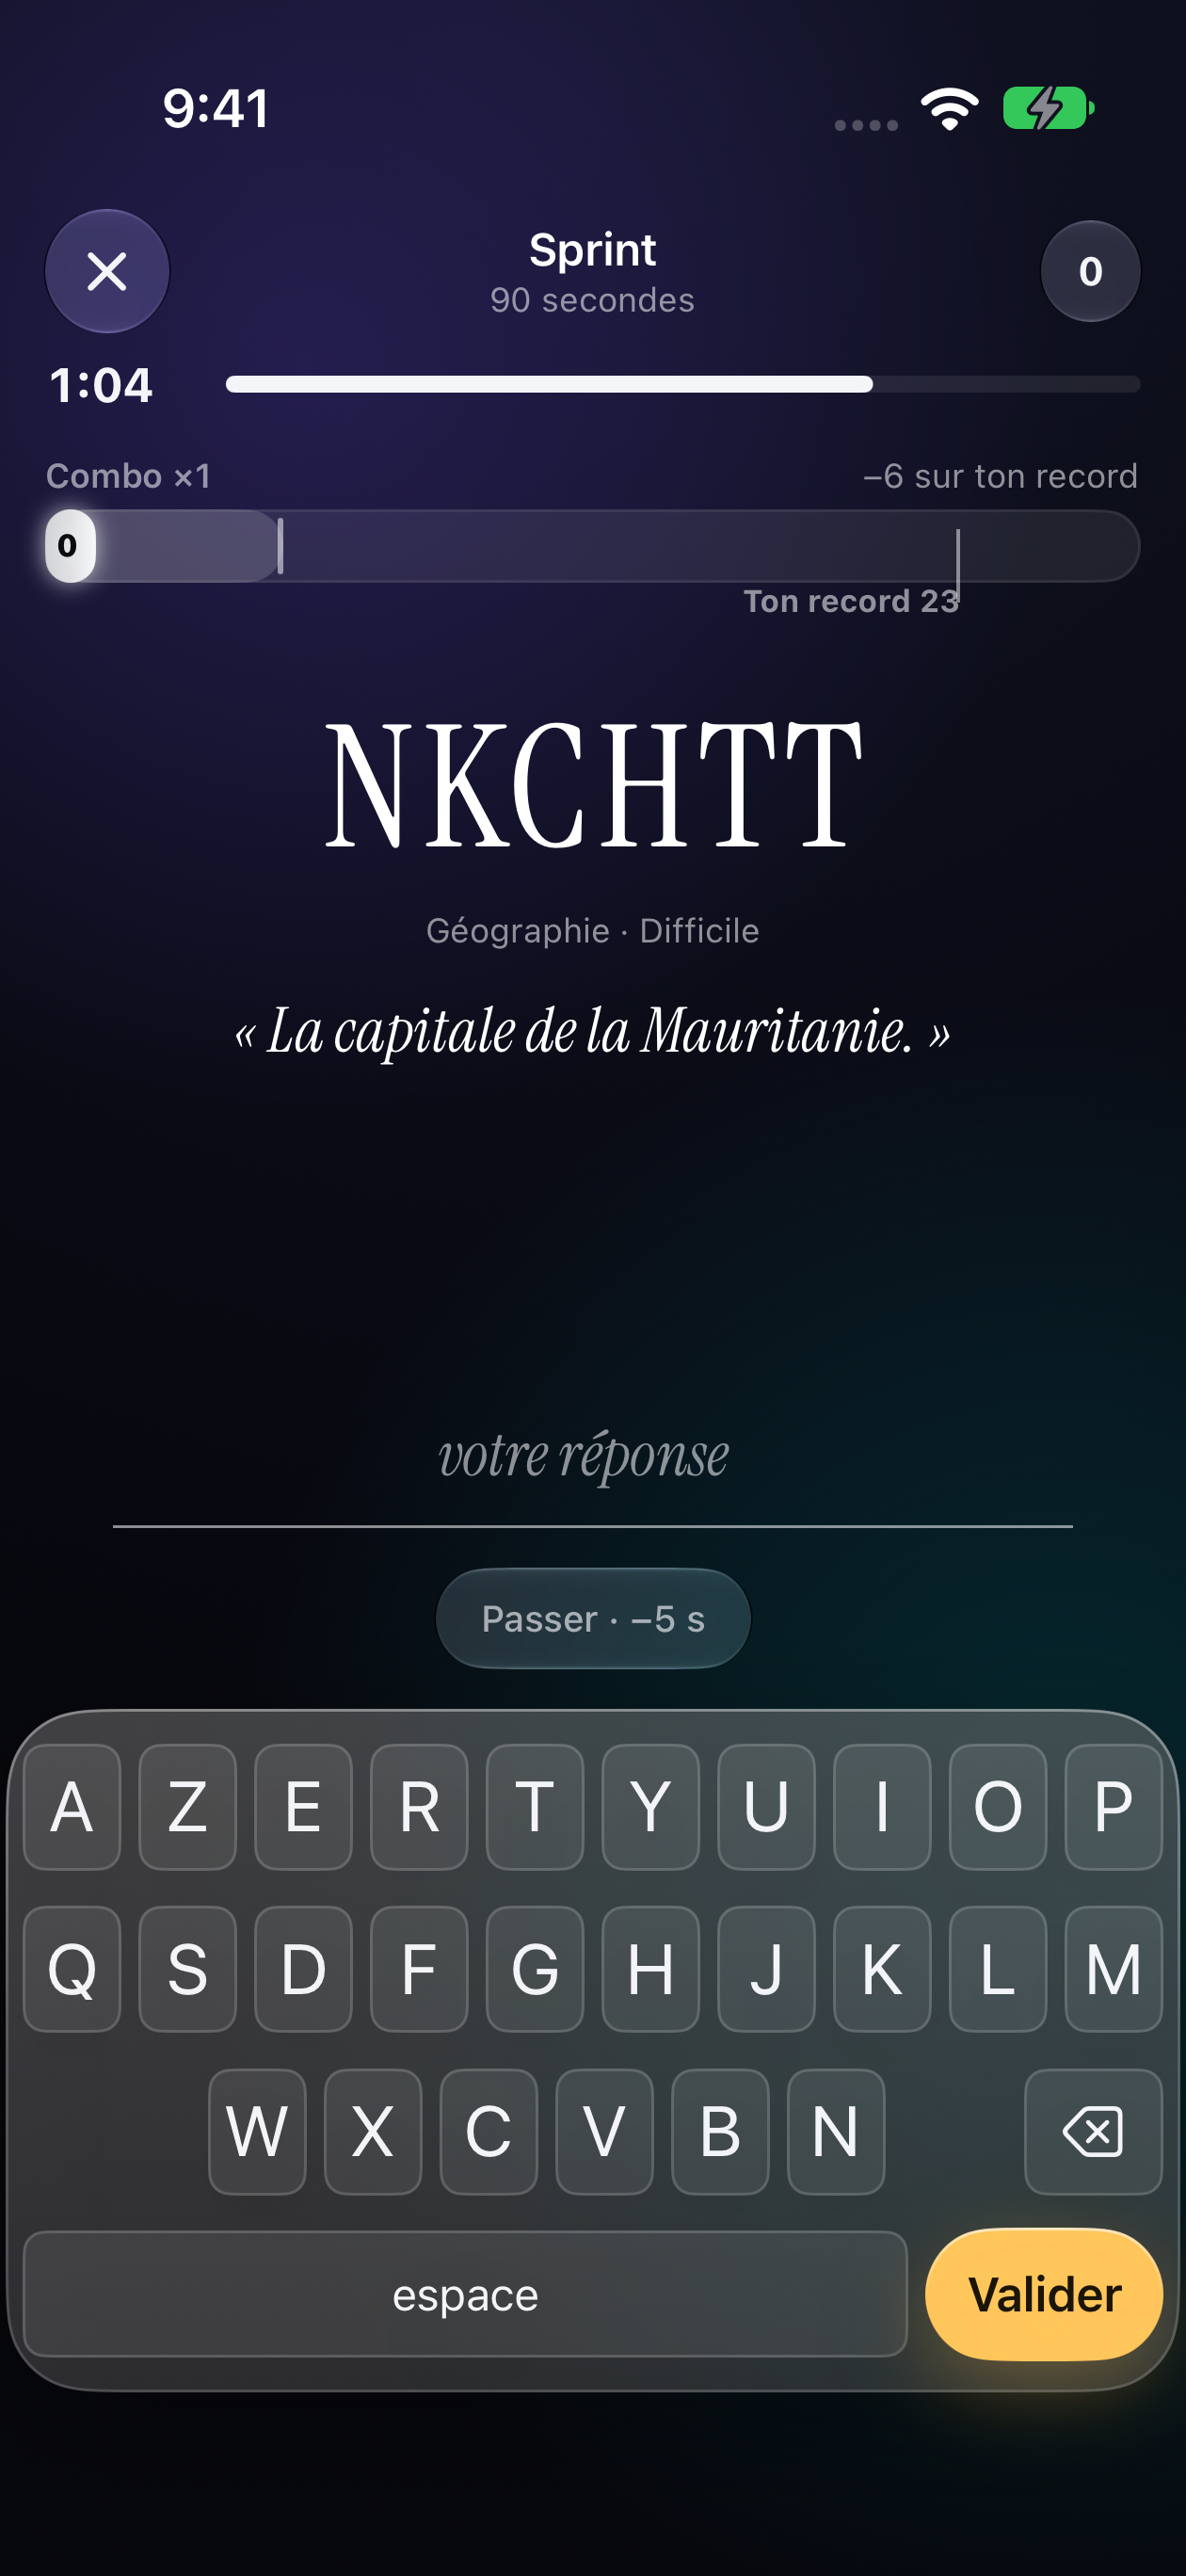 9:41
Sprint
90 secondes
0
1:04
Combo ×1
–6 sur ton record
0
Ton record 23
NKCHTT
Géographie · Difficile
« La capitale de la Mauritanie. »
votre réponse
Passer · –5 s
A Z E R T Y U I O P
Q S D F G H J K L M
W X C V B N
espace
Valider